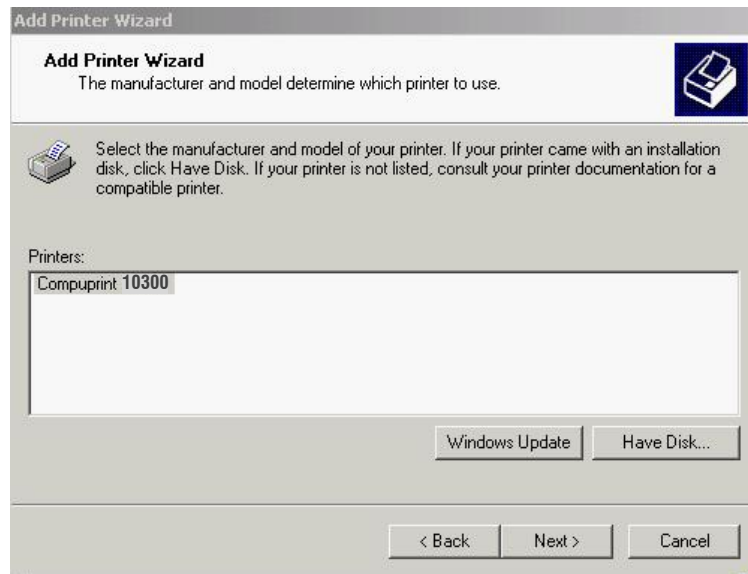 Add Printer Wizard
Add Printer Wizard
The manufacturer and model determine which printer to use.
Select the manufacturer and model of your printer. If your printer came with an installation
disk, click Have Disk. If your printer is not listed, consult your printer documentation for a
compatible printer.
Printers:
Compuprint 10300
Windows Update
Have Disk...
< Back
Next >
Cancel